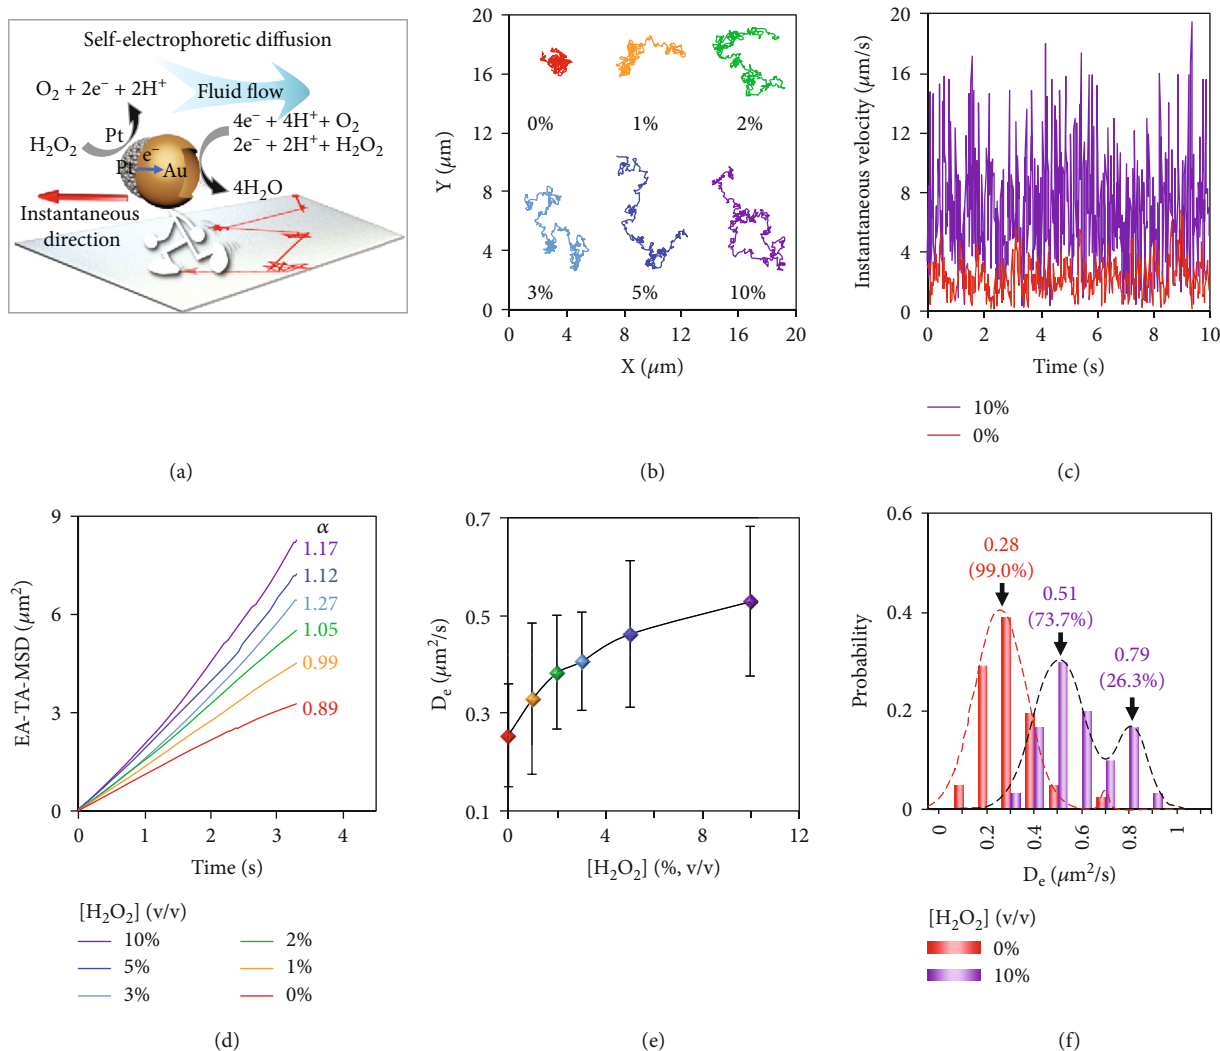 Self-electrophoretic diffusion
O₂ + 2e⁻ + 2H⁺
Fluid flow
Pt
4e⁻ + 4H⁺ + O₂
H₂O₂
e⁻
2e⁻ + 2H⁺ + H₂O₂
Pt
Au
4H₂O
Instantaneous
direction
(a)
20
16
12
8
4
0
Y (μm)
0%
1%
2%
3%
5%
10%
0
4
8
12
16
20
X (μm)
(b)
20
16
12
8
4
0
Instantaneous velocity (μm/s)
0
2
4
6
8
10
Time (s)
10%
0%
(c)
9
6
3
0
EA-TA-MSD (μm²)
α
1.17
1.12
1.27
1.05
0.99
0.89
0
1
2
3
4
Time (s)
[H₂O₂] (v/v)
10%
2%
5%
1%
3%
0%
(d)
0.7
0.5
0.3
0.1
Dₑ (μm²/s)
0
4
6
8
12
[H₂O₂] (%, v/v)
(e)
0.6
0.4
0.2
0
Probability
0.28
(99.0%)
0.51
(73.7%)
0.79
(26.3%)
0
0.2
0.4
0.6
0.8
1
Dₑ (μm²/s)
[H₂O₂] (v/v)
0%
10%
(f)